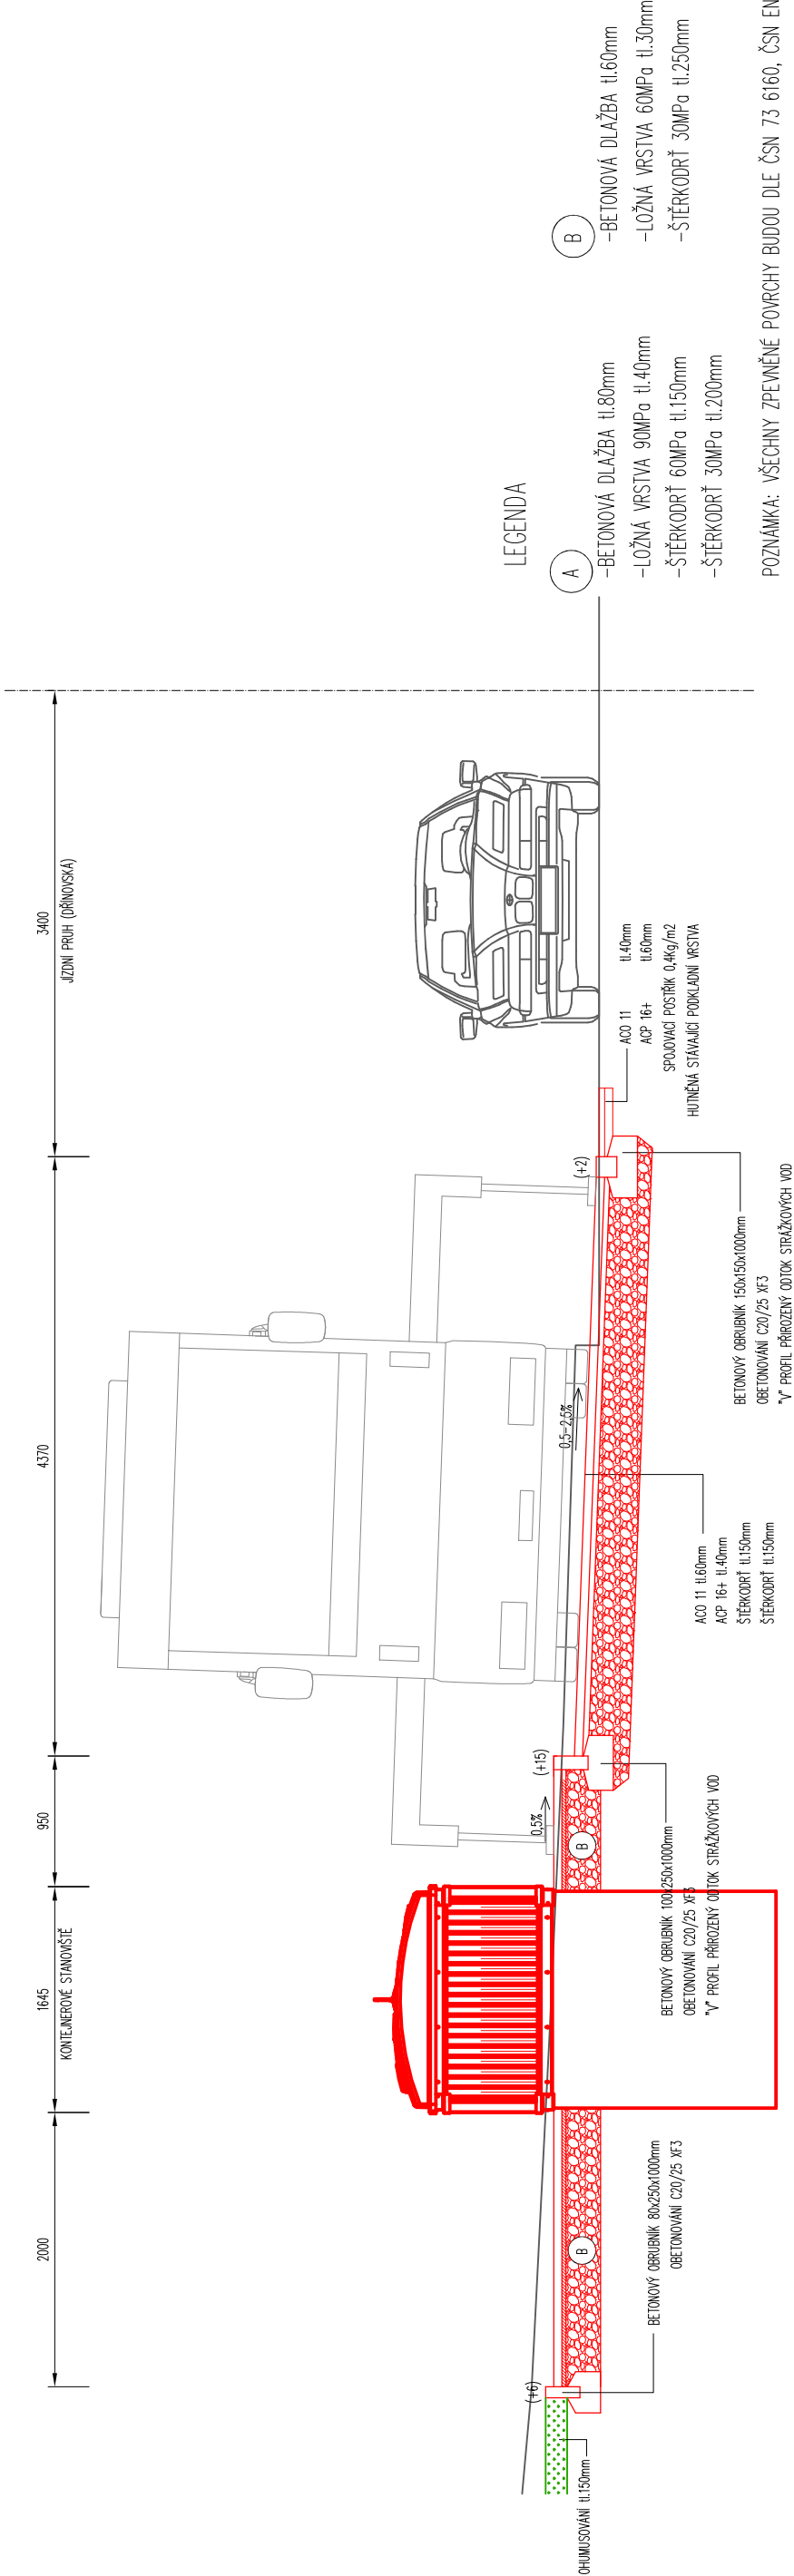 2000
1645
950
4370
3400
KONTEJNEROVÉ STANOVIŠTĚ
JÍZDNÍ PRUH (DŘÍNOVSKÁ)
(+6)
0,5%
(+15)
0,5-2,5%
(+2)
B
B
OHUMUSOVÁNÍ tl.150mm
BETONOVÝ OBRUBNÍK 80x250x1000mm
OBETONOVÁNÍ C20/25 XF3
BETONOVÝ OBRUBNÍK 100x250x1000mm
OBETONOVÁNÍ C20/25 XF3
"V" PROFIL PŘIROZENÝ ODTOK STRÁŽKOVÝCH VOD
ACO 11 tl.60mm
ACP 16+ tl.40mm
ŠTĚRKODRŤ tl.150mm
ŠTĚRKODRŤ tl.150mm
BETONOVÝ OBRUBNÍK 150x150x1000mm
OBETONOVÁNÍ C20/25 XF3
"V" PROFIL PŘIROZENÝ ODTOK STRÁŽKOVÝCH VOD
ACO 11 tl.40mm
ACP 16+ tl.60mm
SPOJOVACÍ POSTŘIK 0,4Kg/m2
HUTNĚNÁ STÁVAJÍCÍ PODKLADNÍ VRSTVA
LEGENDA
A
-BETONOVÁ DLAŽBA tl.80mm
-LOŽNÁ VRSTVA 90MPa tl.40mm
-ŠTĚRKODRŤ 60MPa tl.150mm
-ŠTĚRKODRŤ 30MPa tl.200mm
B
-BETONOVÁ DLAŽBA tl.60mm
-LOŽNÁ VRSTVA 60MPa tl.30mm
-ŠTĚRKODRŤ 30MPa tl.250mm
POZNÁMKA: VŠECHNY ZPEVNĚNÉ POVRCHY BUDOU DLE ČSN 73 6160, ČSN EN